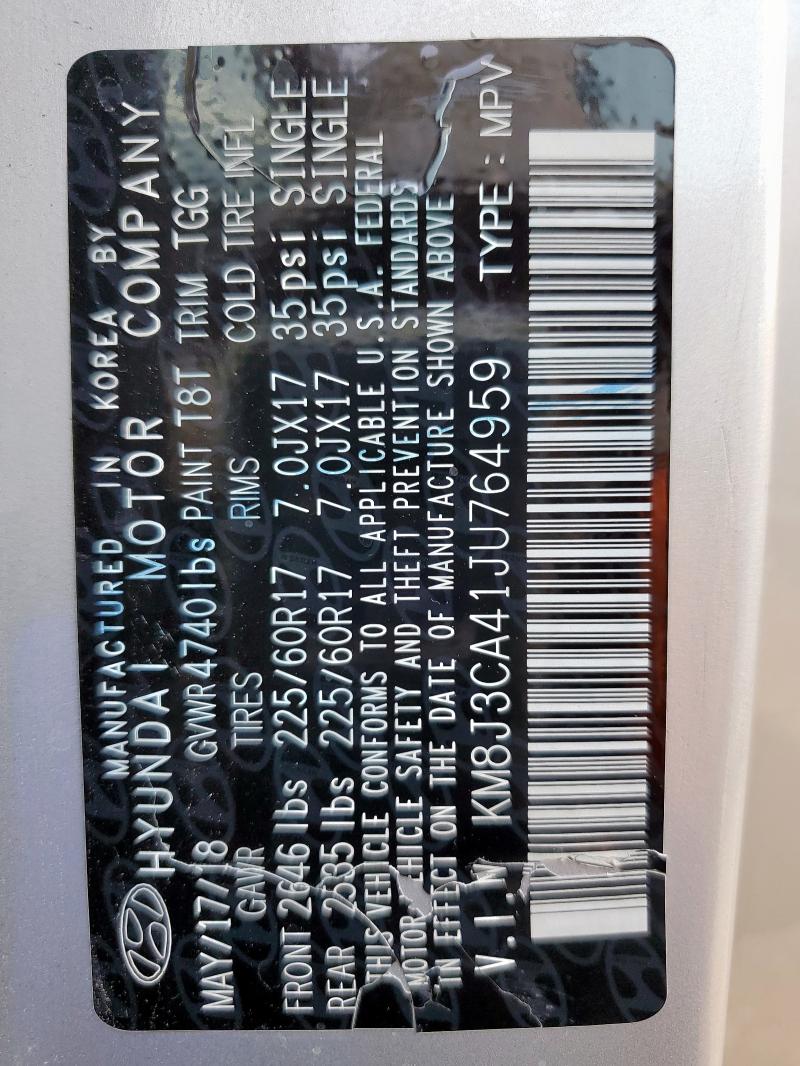 MANUFACTURED IN KOREA BY
HYUNDAI MOTOR COMPANY
MAY/17/18 GVWR 4740lbs PAINT T8T TRIM TGG
GAWR TIRES RIMS COLD TIRE INFL
FRONT 2646 lbs 225/60R17 7.0JX17 35psi SINGLE
REAR 2535 lbs 225/60R17 7.0JX17 35psi SINGLE
THIS VEHICLE CONFORMS TO ALL APPLICABLE U.S.A. FEDERAL
MOTOR VEHICLE SAFETY AND THEFT PREVENTION STANDARDS
IN EFFECT ON THE DATE OF MANUFACTURE SHOWN ABOVE
V.I.N KM8J3CA41JU764959 TYPE : MPV